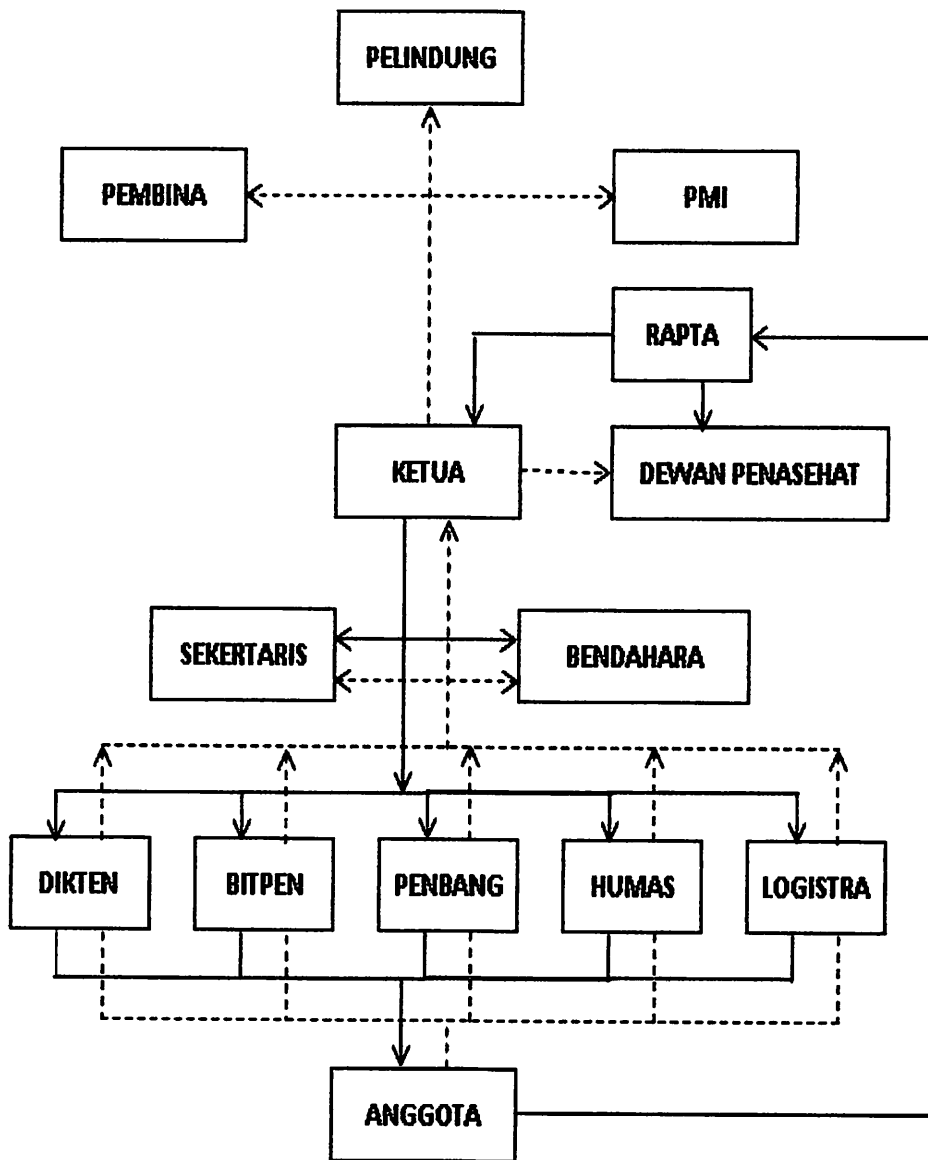 PELINDUNG
PEMBINA
PMI
RAPTA
KETUA
DEWAN PENASEHAT
SEKERTARIS
BENDAHARA
DIKTEN
BITPEN
PENBANG
HUMAS
LOGISTRA
ANGGOTA